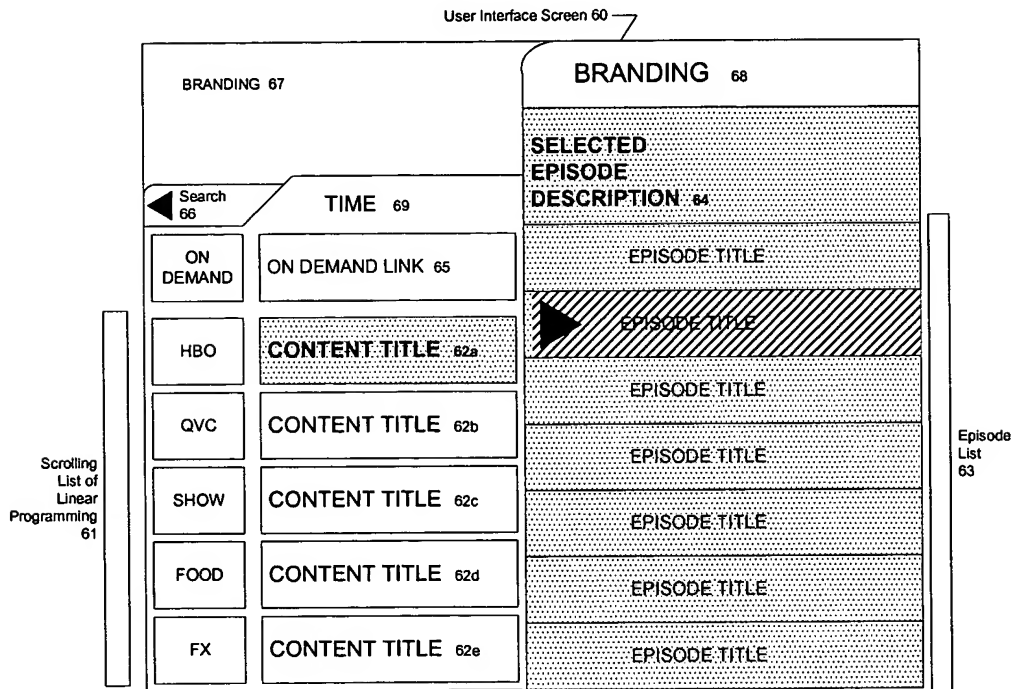 User Interface Screen 60
BRANDING 67
BRANDING 68
SELECTED
EPISODE
DESCRIPTION 64
Search
66
TIME 69
ON
DEMAND
ON DEMAND LINK 65
EPISODE TITLE
EPISODE TITLE
HBO
CONTENT TITLE 62a
EPISODE TITLE
QVC
CONTENT TITLE 62b
EPISODE TITLE
SHOW
CONTENT TITLE 62c
EPISODE TITLE
FOOD
CONTENT TITLE 62d
EPISODE TITLE
FX
CONTENT TITLE 62e
EPISODE TITLE
Scrolling
List of
Linear
Programming
61
Episode
List
63